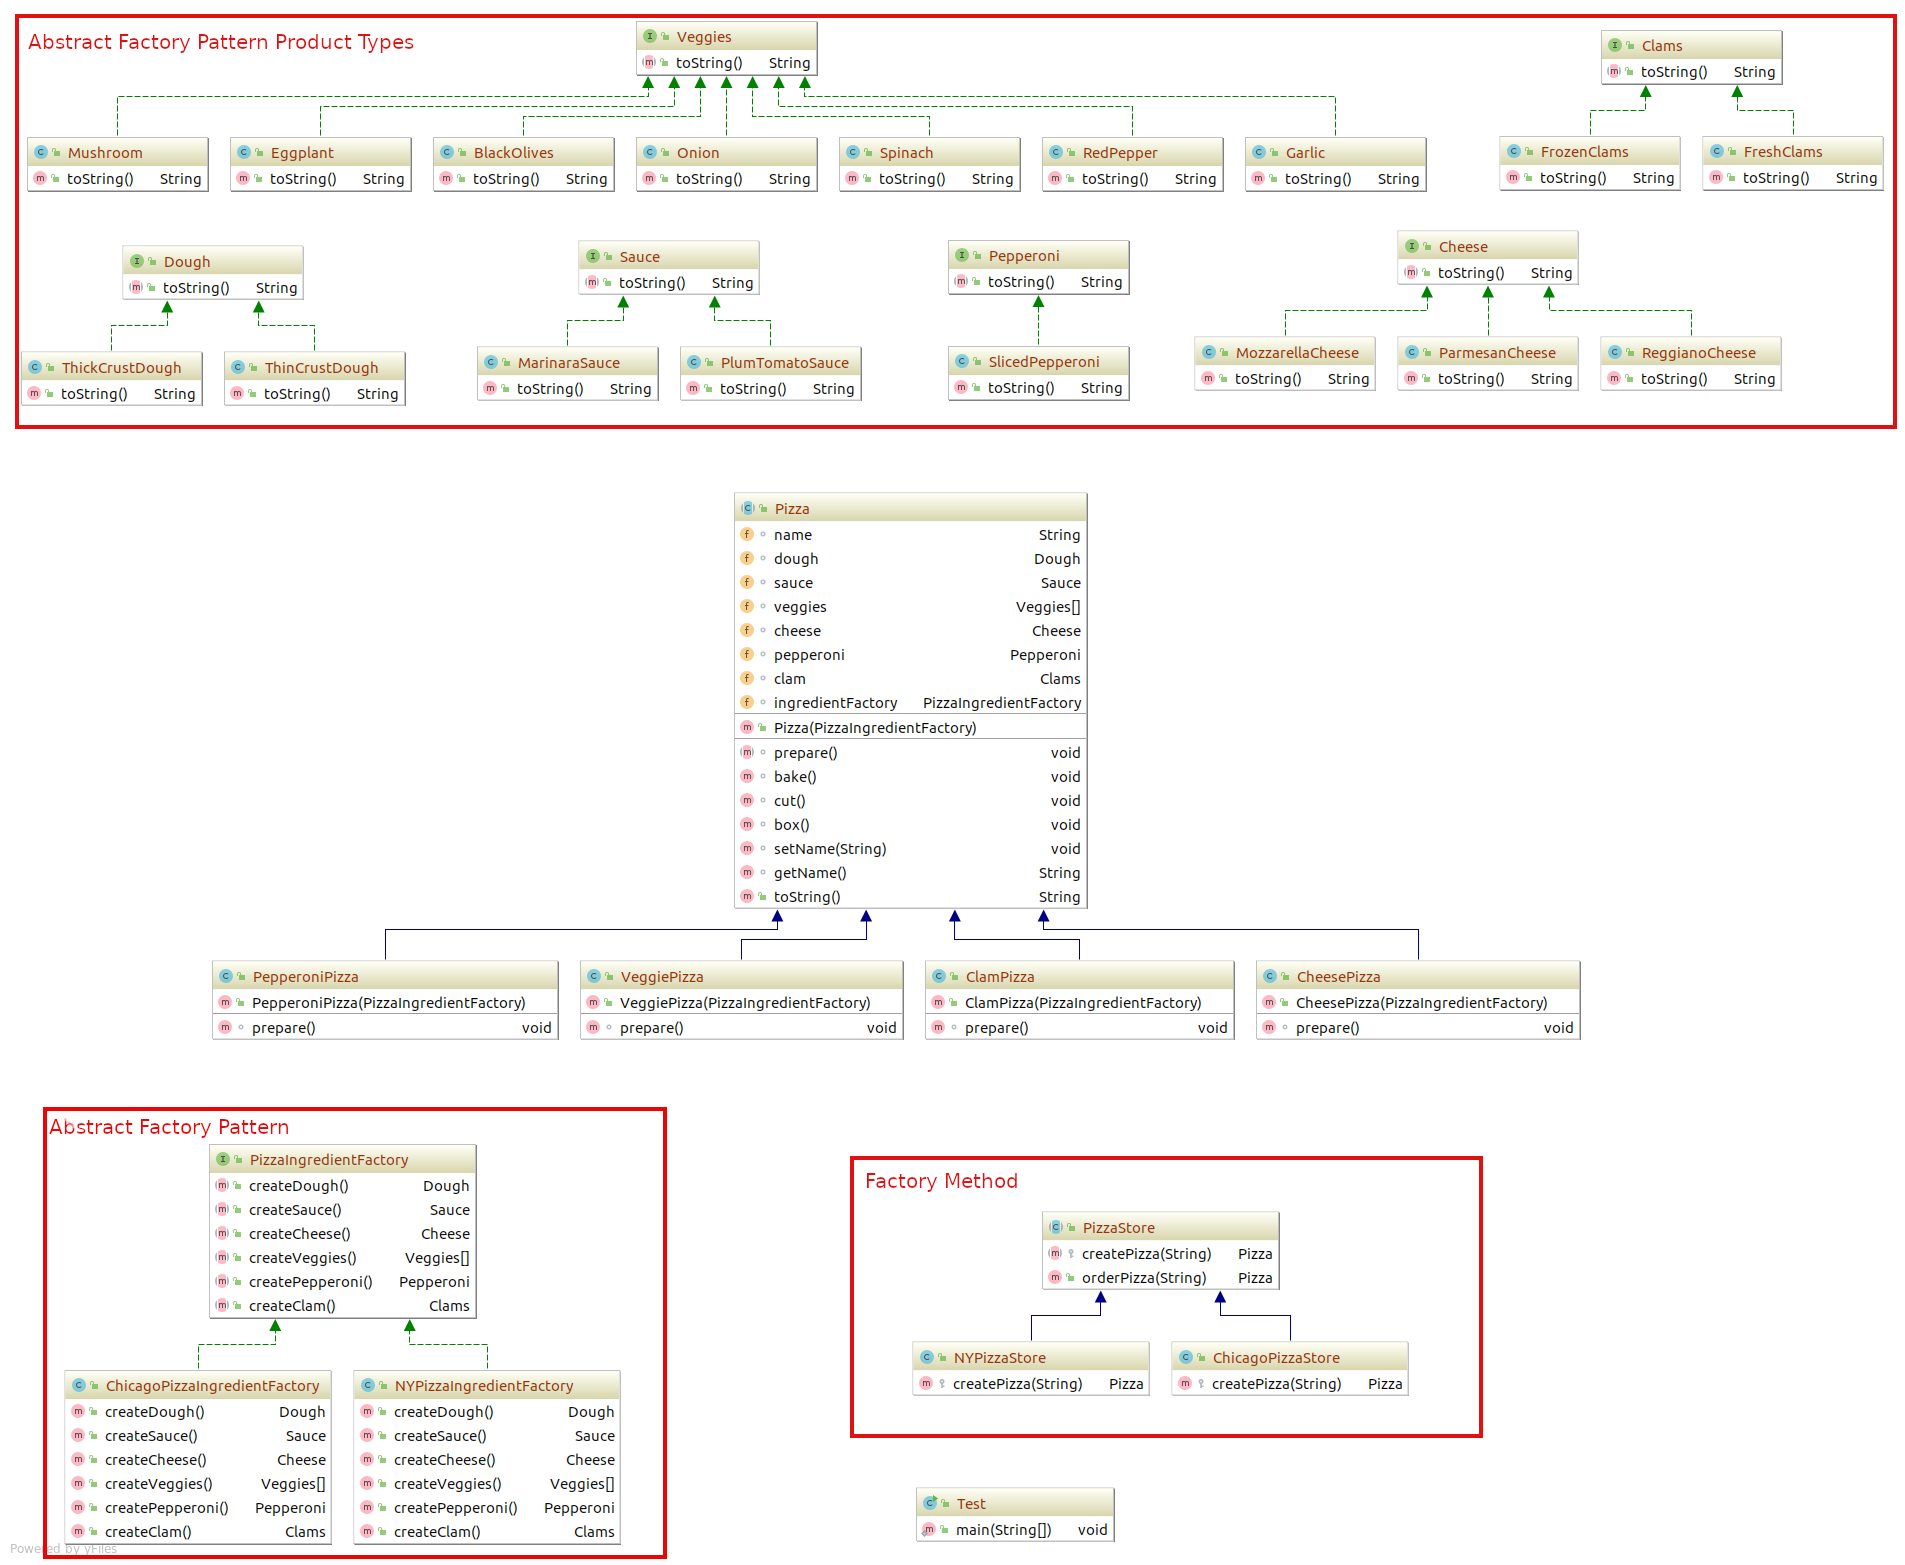 Abstract Factory Pattern Product Types
Veggies
toString() String
Clams
toString() String
Mushroom
toString() String
Eggplant
toString() String
BlackOlives
toString() String
Onion
toString() String
Spinach
toString() String
RedPepper
toString() String
Garlic
toString() String
FrozenClams
toString() String
FreshClams
toString() String
Dough
toString() String
Sauce
toString() String
Pepperoni
toString() String
Cheese
toString() String
ThickCrustDough
toString() String
ThinCrustDough
toString() String
MarinaraSauce
toString() String
PlumTomatoSauce
toString() String
SlicedPepperoni
toString() String
MozzarellaCheese
toString() String
ParmesanCheese
toString() String
ReggianoCheese
toString() String
Pizza
name String
dough Dough
sauce Sauce
veggies Veggies[]
cheese Cheese
pepperoni Pepperoni
clam Clams
ingredientFactory PizzaIngredientFactory
Pizza(PizzaIngredientFactory)
prepare() void
bake() void
cut() void
box() void
setName(String) void
getName() String
toString() String
PepperoniPizza
PepperoniPizza(PizzaIngredientFactory)
prepare() void
VeggiePizza
VeggiePizza(PizzaIngredientFactory)
prepare() void
ClamPizza
ClamPizza(PizzaIngredientFactory)
prepare() void
CheesePizza
CheesePizza(PizzaIngredientFactory)
prepare() void
Abstract Factory Pattern
PizzaIngredientFactory
createDough() Dough
createSauce() Sauce
createCheese() Cheese
createVeggies() Veggies[]
createPepperoni() Pepperoni
createClam() Clams
ChicagoPizzaIngredientFactory
createDough() Dough
createSauce() Sauce
createCheese() Cheese
createVeggies() Veggies[]
createPepperoni() Pepperoni
createClam() Clams
NYPizzaIngredientFactory
createDough() Dough
createSauce() Sauce
createCheese() Cheese
createVeggies() Veggies[]
createPepperoni() Pepperoni
createClam() Clams
Factory Method
PizzaStore
createPizza(String) Pizza
orderPizza(String) Pizza
NYPizzaStore
createPizza(String) Pizza
ChicagoPizzaStore
createPizza(String) Pizza
Test
main(String[]) void
Powered by yFiles